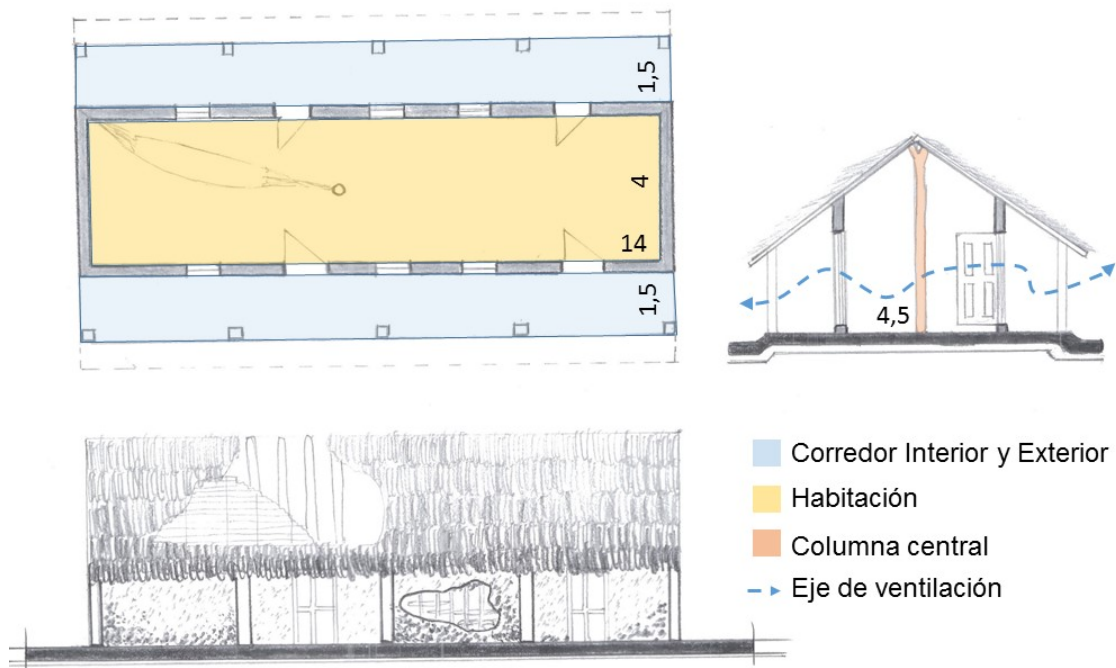 1,5
4
14
1,5
4,5
Corredor Interior y Exterior
Habitación
Columna central
Eje de ventilación